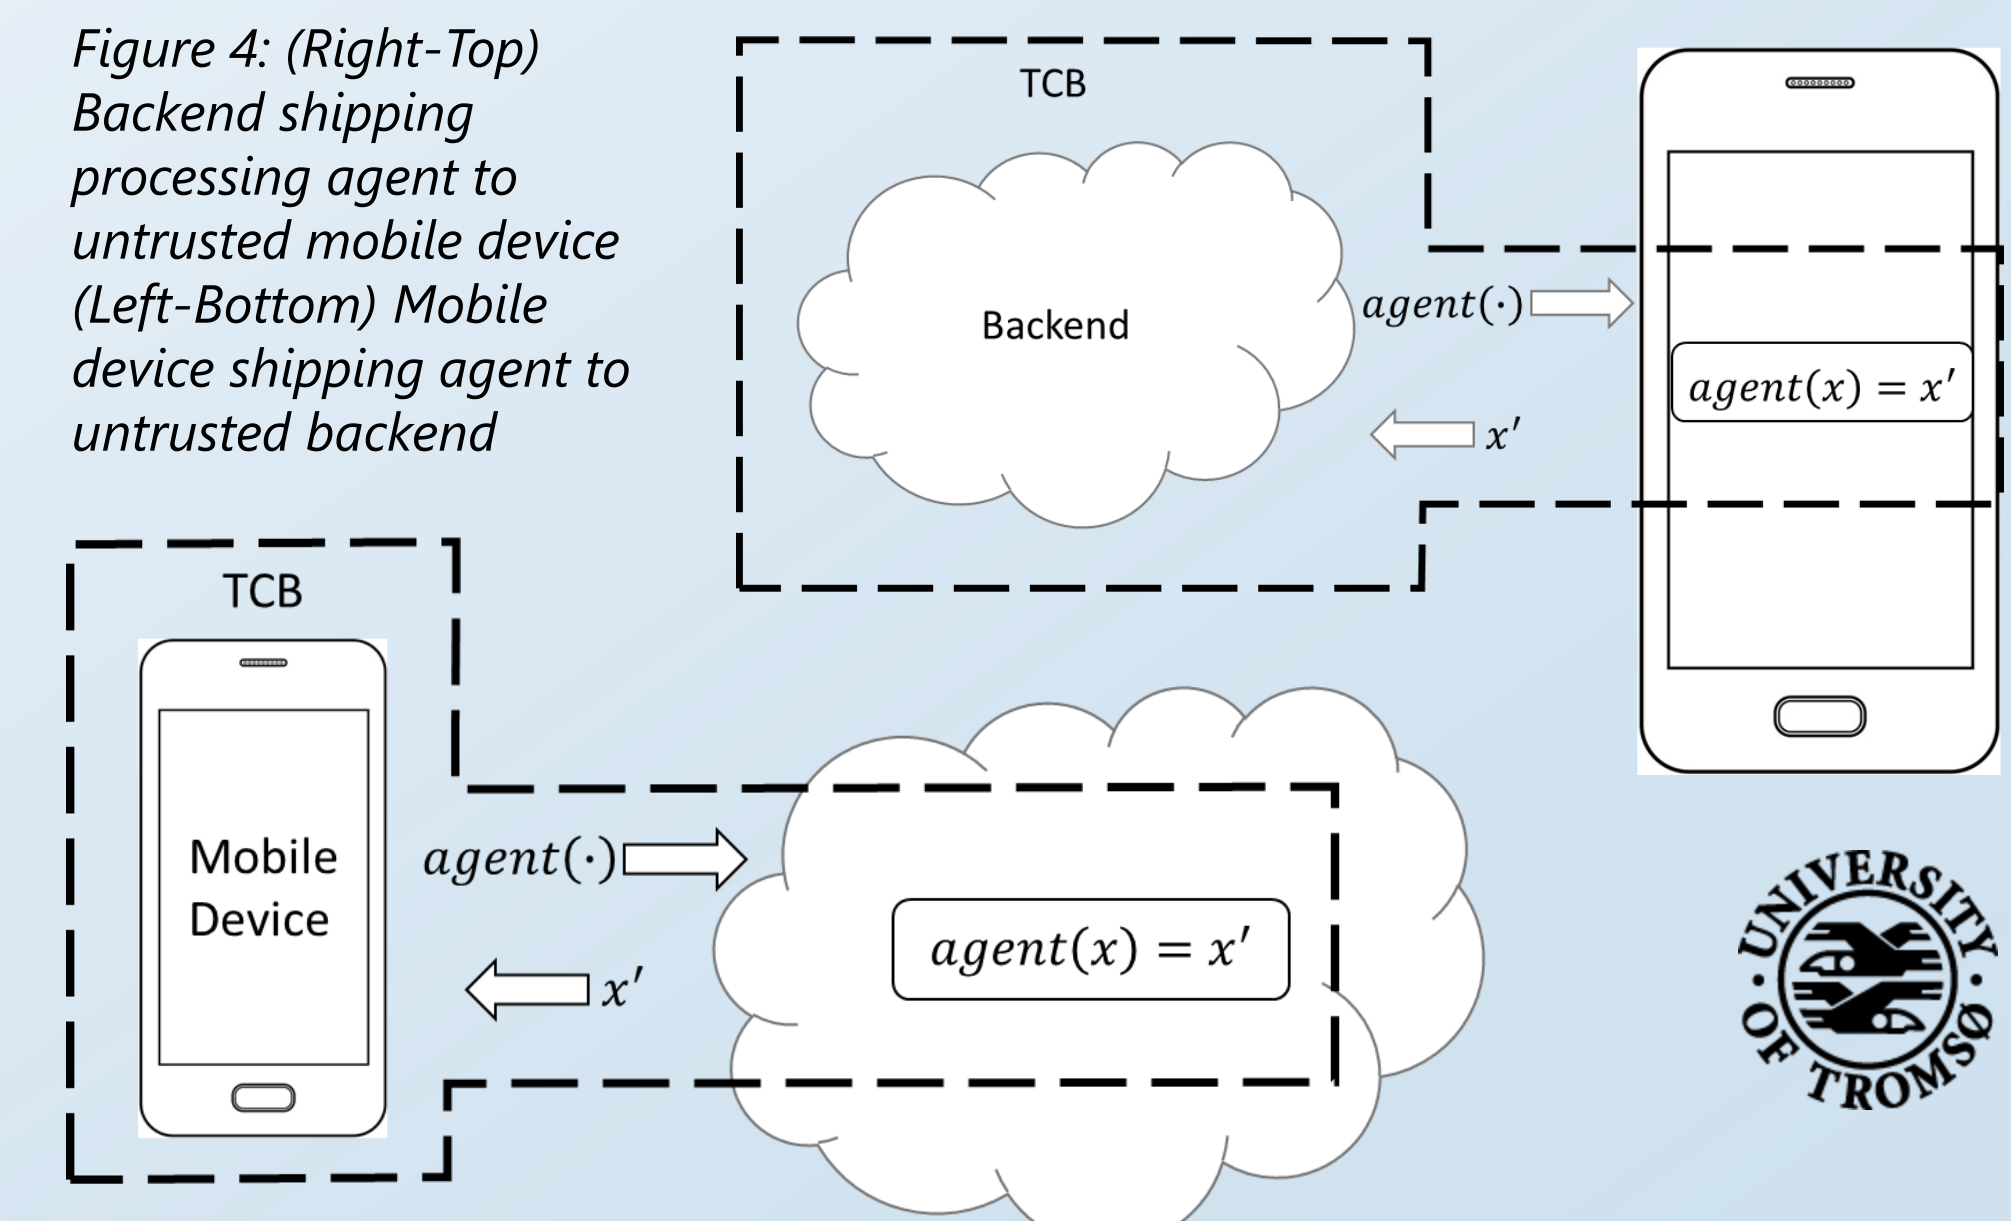 Figure 4: (Right-Top)
Backend shipping
processing agent to
untrusted mobile device
(Left-Bottom) Mobile
device shipping agent to
untrusted backend
TCB
Backend
agent(·)
x′
agent(x) = x′
TCB
Mobile
Device
agent(·)
x′
agent(x) = x′
UNIVERSITY
· OF TROMSØ ·